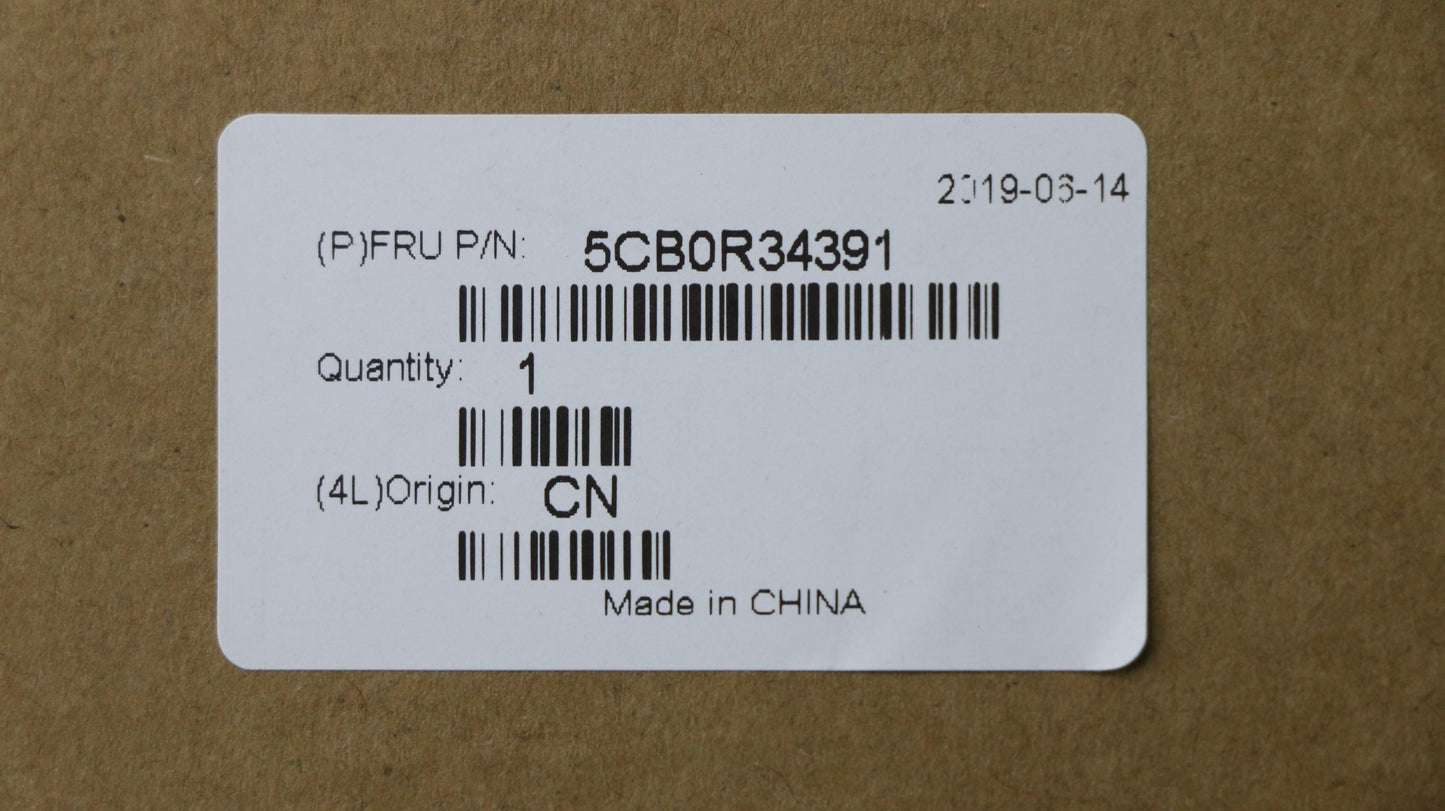 2019-06-14
(P)FRU P/N: 5CB0R34391
Quantity: 1
(4L)Origin: CN
Made in CHINA